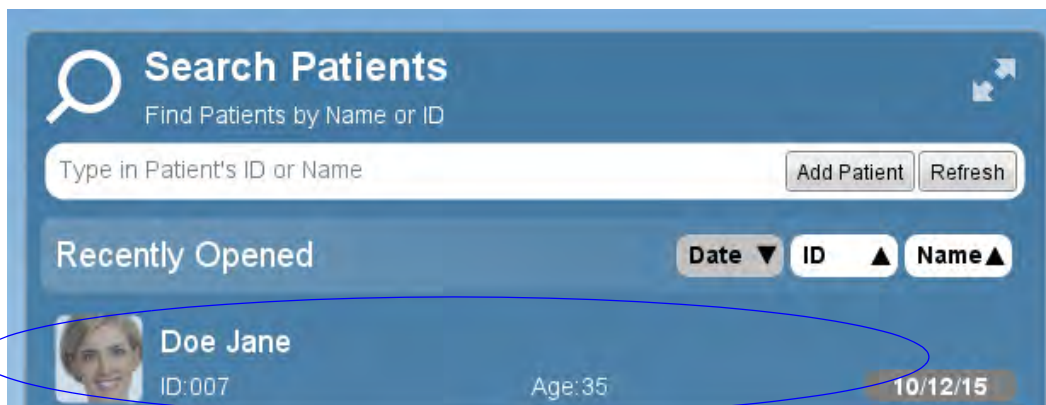 Search Patients
Find Patients by Name or ID
Type in Patient's ID or Name Add Patient Refresh
Recently Opened Date ▼ ID ▲ Name▲
Doe Jane
ID:007 Age:35 10/12/15